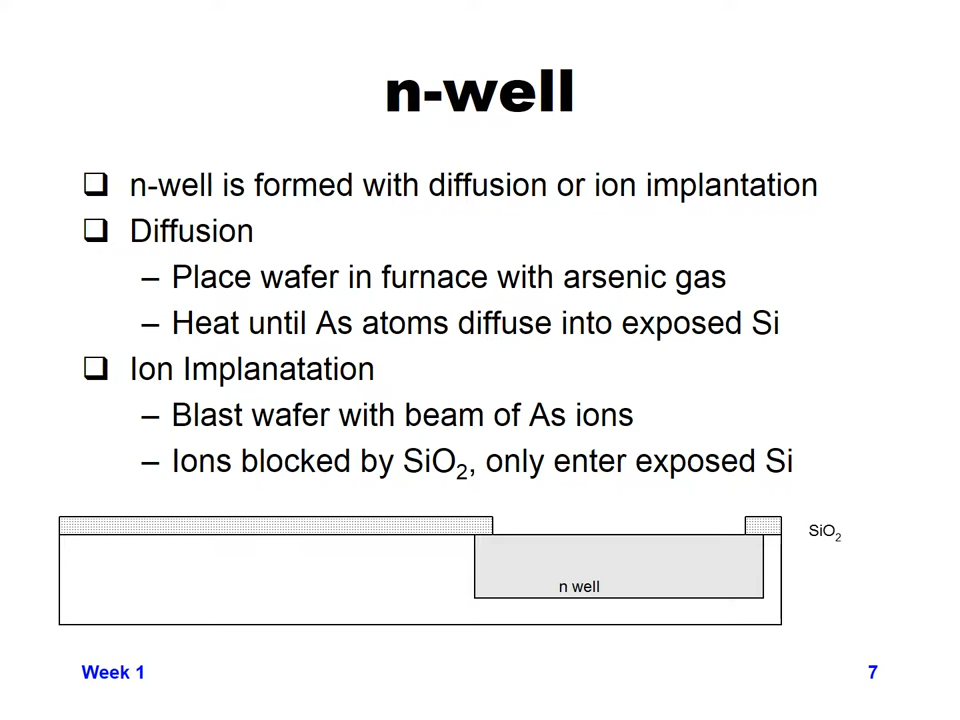 n-well
❑ n-well is formed with diffusion or ion implantation
❑ Diffusion
– Place wafer in furnace with arsenic gas
– Heat until As atoms diffuse into exposed Si
❑ Ion Implanatation
– Blast wafer with beam of As ions
– Ions blocked by SiO₂, only enter exposed Si
SiO₂
n well
Week 1
7